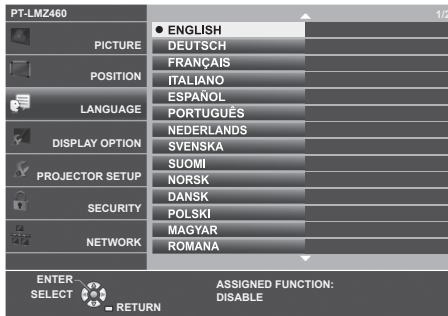 PT-LMZ460
1/2
PICTURE
POSITION
LANGUAGE
DISPLAY OPTION
PROJECTOR SETUP
SECURITY
NETWORK
ENGLISH
DEUTSCH
FRANÇAIS
ITALIANO
ESPAÑOL
PORTUGUÊS
NEDERLANDS
SVENSKA
SUOMI
NORSK
DANSK
POLSKI
MAGYAR
ROMANA
ENTER
SELECT
RETURN
ASSIGNED FUNCTION:
DISABLE